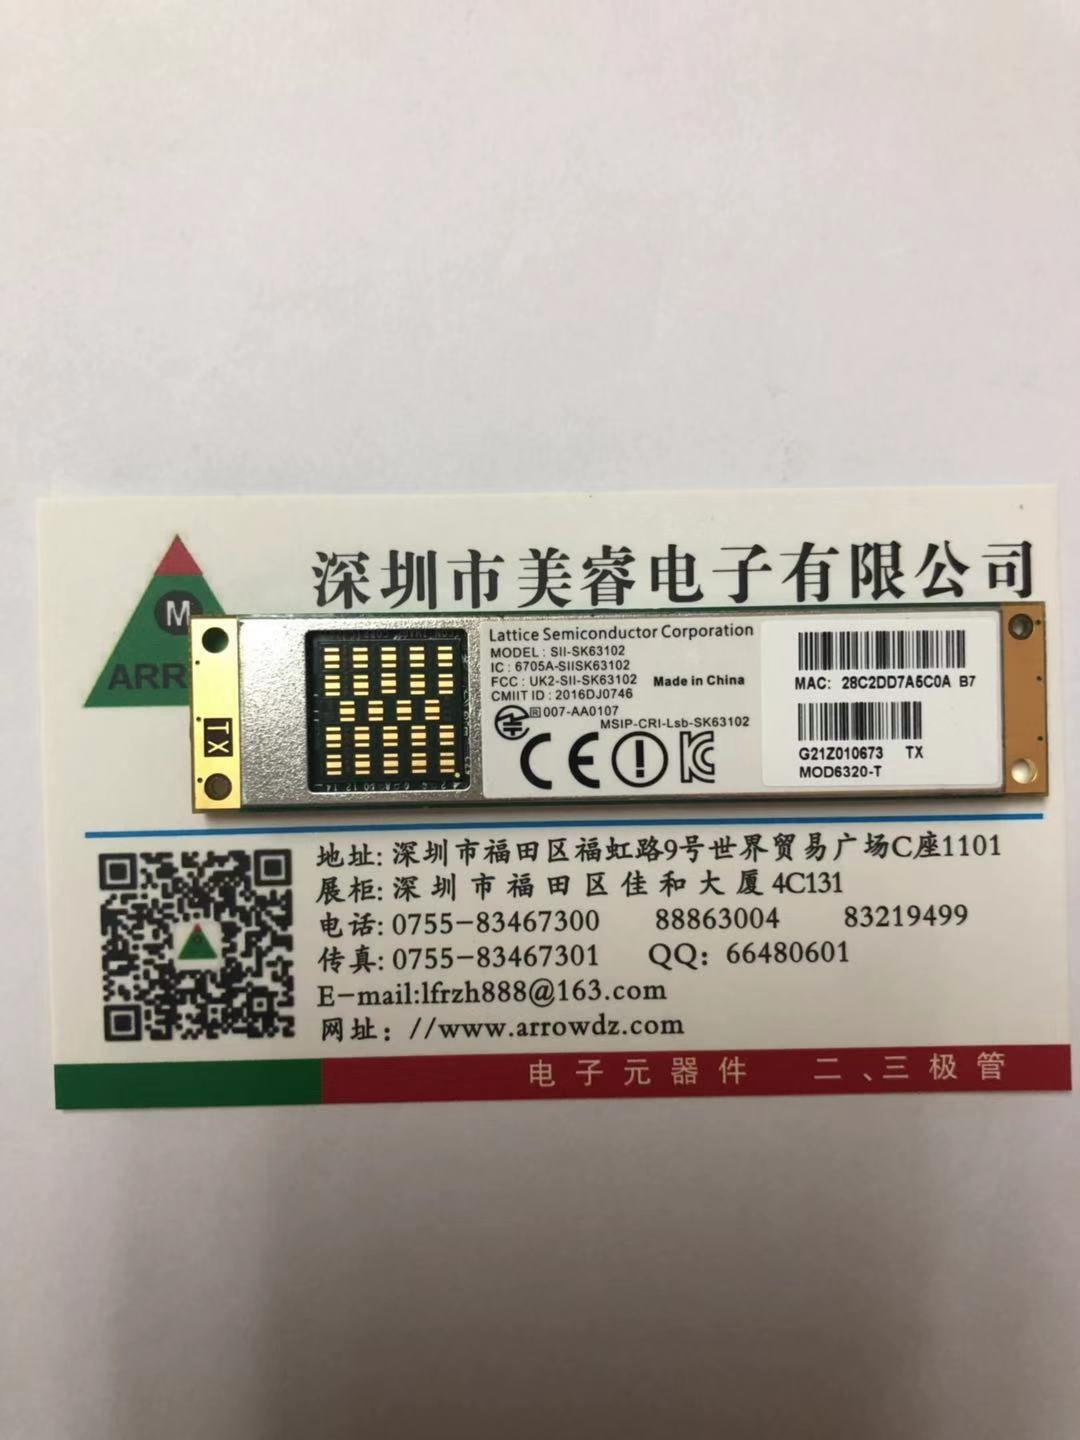 深圳市美睿电子有限公司
M
ARR
TX
Lattice Semiconductor Corporation
MODEL : SII-SK63102
IC : 6705A-SIISK63102
FCC : UK2-SII-SK63102
Made in China
CMIIT ID : 2016DJ0746
R 007-AA0107
MSIP-CRI-Lsb-SK63102
CE
MAC: 28C2DD7A5C0A B7
G21Z010673 TX
MOD6320-T
地址: 深圳市福田区福虹路9号世界贸易广场C座1101
展柜: 深圳市福田区佳和大厦 4C131
电话: 0755-83467300 88863004 83219499
传真: 0755-83467301 QQ: 66480601
E-mail:lfrzh888@163.com
网址: //www.arrowdz.com
电子元器件 二、三极管